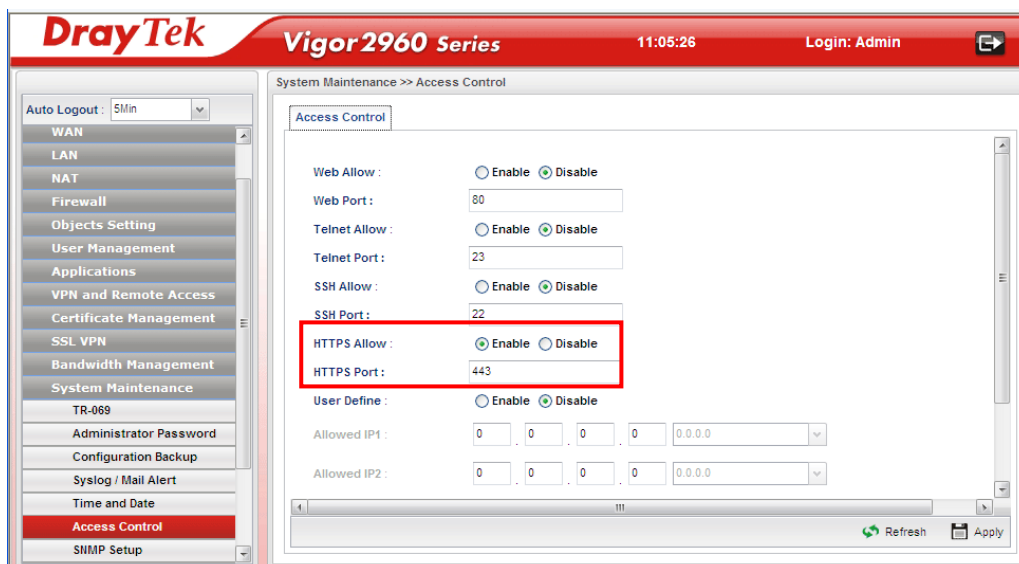 DrayTek
Vigor2960 Series
11:05:26
Login: Admin
Auto Logout : 5Min
WAN
LAN
NAT
Firewall
Objects Setting
User Management
Applications
VPN and Remote Access
Certificate Management
SSL VPN
Bandwidth Management
System Maintenance
TR-069
Administrator Password
Configuration Backup
Syslog / Mail Alert
Time and Date
Access Control
SNMP Setup
System Maintenance >> Access Control
Access Control
Web Allow : Enable Disable
Web Port : 80
Telnet Allow : Enable Disable
Telnet Port : 23
SSH Allow : Enable Disable
SSH Port : 22
HTTPS Allow : Enable Disable
HTTPS Port : 443
User Define : Enable Disable
Allowed IP1 : 0 . 0 . 0 . 0 0.0.0.0
Allowed IP2 : 0 . 0 . 0 . 0 0.0.0.0
Refresh Apply